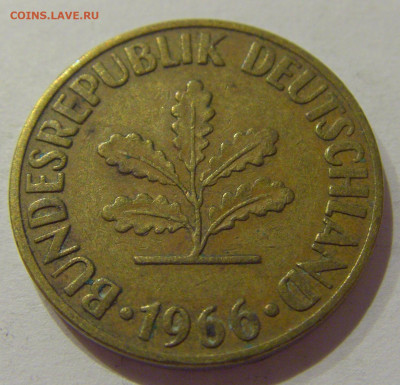 COINS.LAVE.RU
BUNDESREPUBLIK DEUTSCHLAND
· 1966 ·